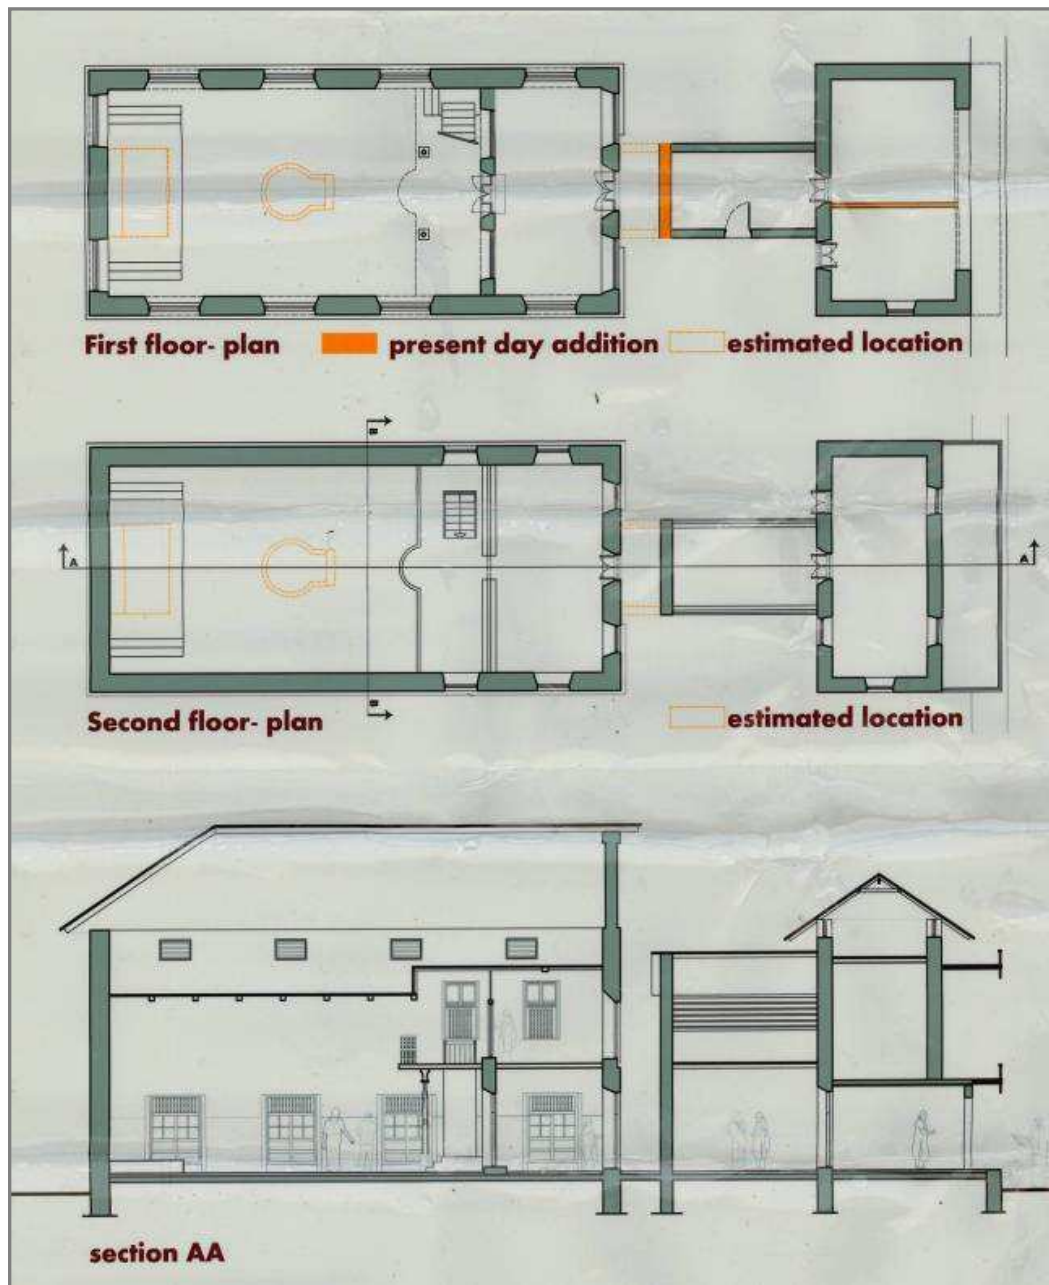 First floor- plan present day addition estimated location
B
A A
B
Second floor- plan estimated location
section AA